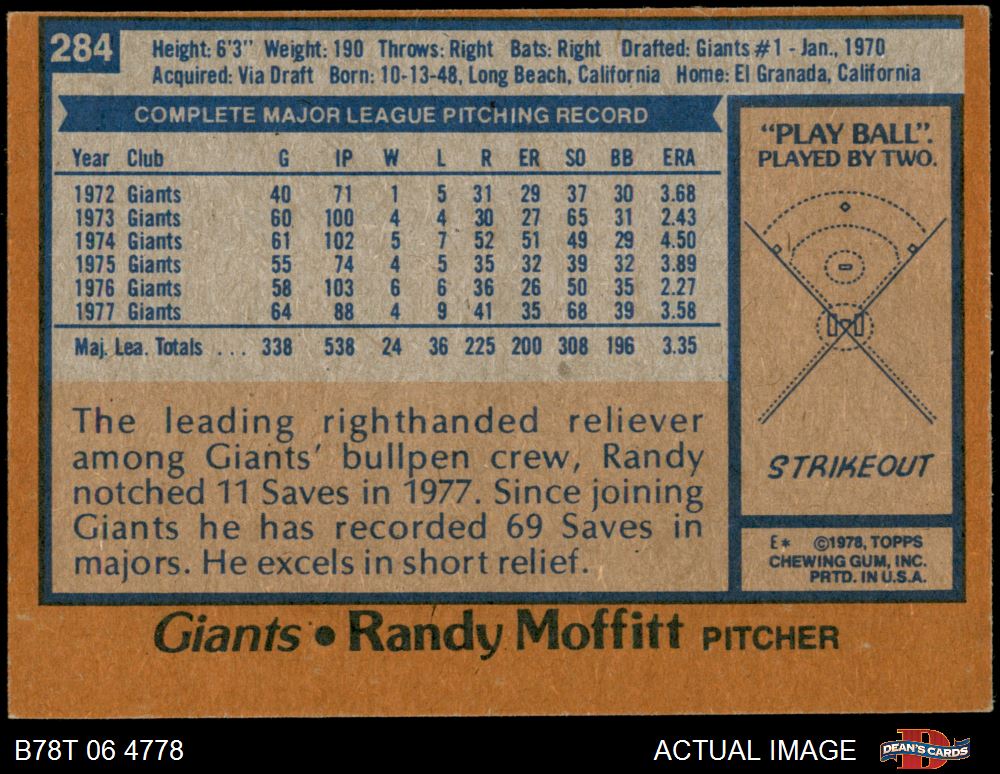 284
Height: 6'3" Weight: 190 Throws: Right Bats: Right Drafted: Giants #1 - Jan., 1970
Acquired: Via Draft Born: 10-13-48, Long Beach, California Home: El Granada, California
COMPLETE MAJOR LEAGUE PITCHING RECORD
Year Club G IP W L R ER SO BB ERA
1972 Giants 40 71 1 5 31 29 37 30 3.68
1973 Giants 60 100 4 4 30 27 65 31 2.43
1974 Giants 61 102 5 7 52 51 49 29 4.50
1975 Giants 55 74 4 5 35 32 39 32 3.89
1976 Giants 58 103 6 6 36 26 50 35 2.27
1977 Giants 64 88 4 9 41 35 68 39 3.58
Maj. Lea. Totals . . . 338 538 24 36 225 200 308 196 3.35
The leading righthanded reliever
among Giants' bullpen crew, Randy
notched 11 Saves in 1977. Since joining
Giants he has recorded 69 Saves in
majors. He excels in short relief.
"PLAY BALL".
PLAYED BY TWO.
STRIKEOUT
E* ©1978, TOPPS
CHEWING GUM, INC.
PRTD. IN U.S.A.
Giants • Randy Moffitt PITCHER
B78T 06 4778
ACTUAL IMAGE
DEAN'S CARDS